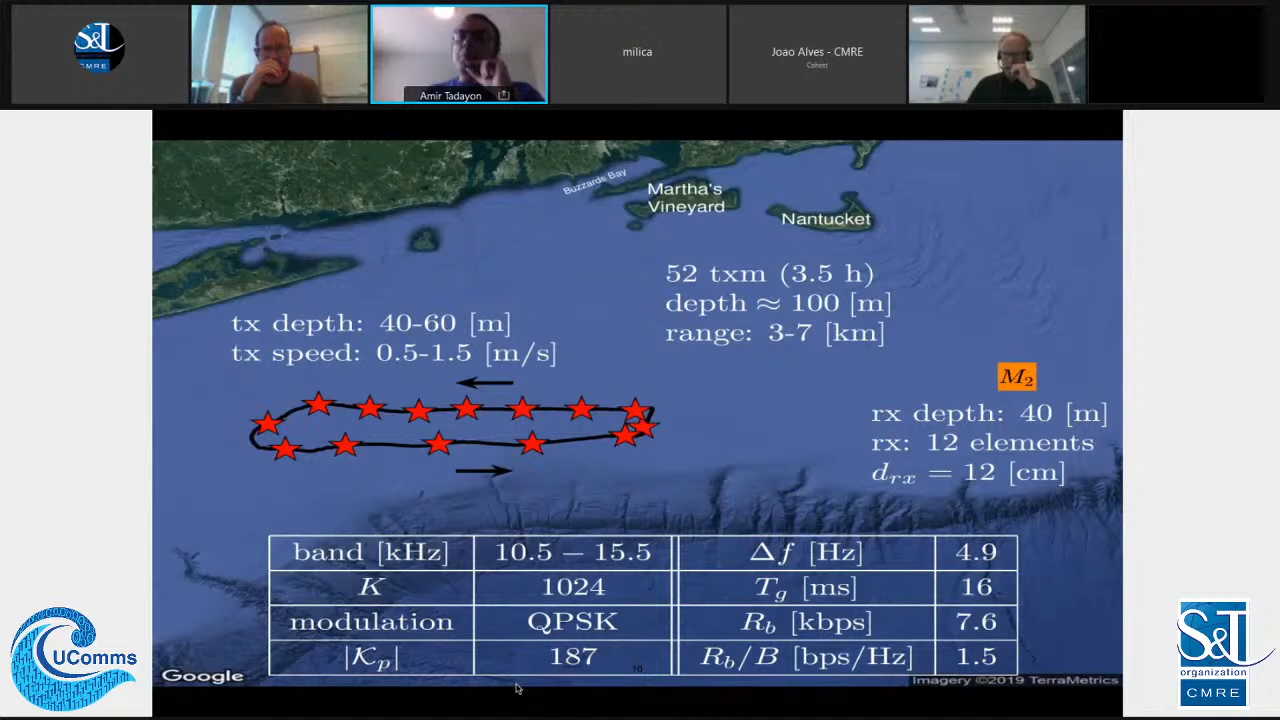 S&T
CMRE
Amir Tadayon
milica
Joao Alves - CMRE
Cohost
Buzzards Bay
Martha's
Vineyard
Nantucket
52 txm (3.5 h)
depth ≈ 100 [m]
range: 3-7 [km]
tx depth: 40-60 [m]
tx speed: 0.5-1.5 [m/s]
M₂
rx depth: 40 [m]
rx: 12 elements
d_rx = 12 [cm]
band [kHz] 10.5 − 15.5 Δf [Hz] 4.9
K 1024 T_g [ms] 16
modulation QPSK R_b [kbps] 7.6
|𝒦_p| 187 R_b/B [bps/Hz] 1.5
10
Google
Imagery ©2019 TerraMetrics
UComms
S&T
organization
CMRE